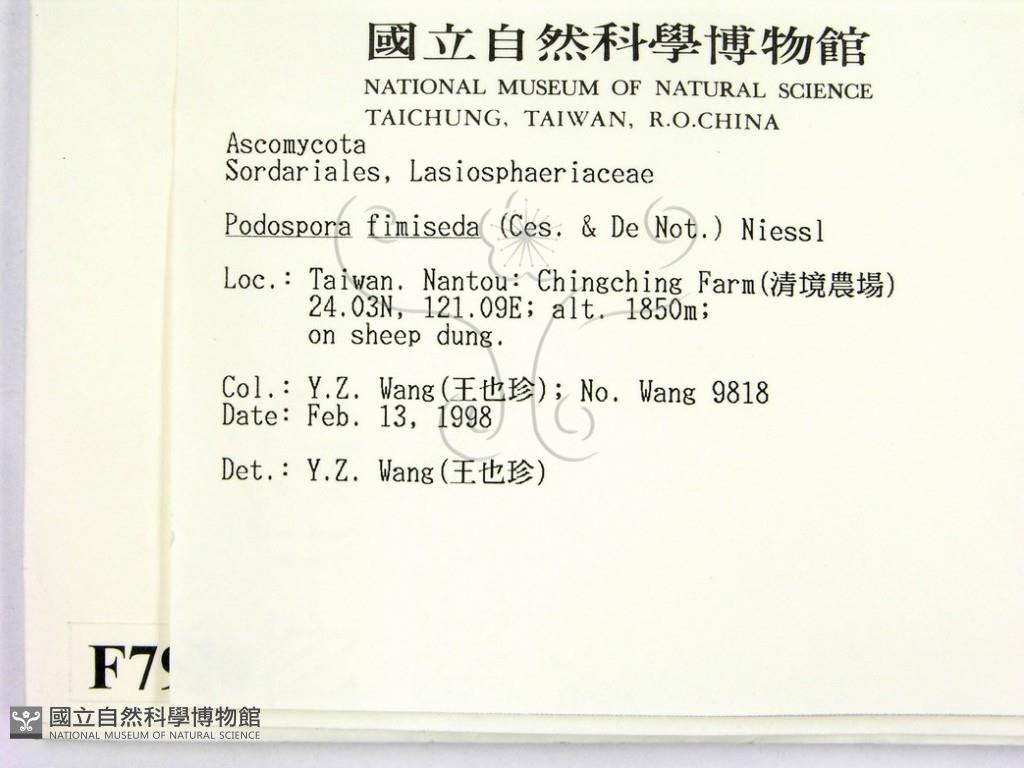 國立自然科學博物館
NATIONAL MUSEUM OF NATURAL SCIENCE
TAICHUNG, TAIWAN, R.O.CHINA
Ascomycota
Sordariales, Lasiosphaeriaceae
Podospora fimiseda (Ces. & De Not.) Niessl
Loc.: Taiwan. Nantou: Chingching Farm(清境農場)
24.03N, 121.09E; alt. 1850m;
on sheep dung.
Col.: Y.Z. Wang(王也珍); No. Wang 9818
Date: Feb. 13, 1998
Det.: Y.Z. Wang(王也珍)
F79
國立自然科學博物館
NATIONAL MUSEUM OF NATURAL SCIENCE